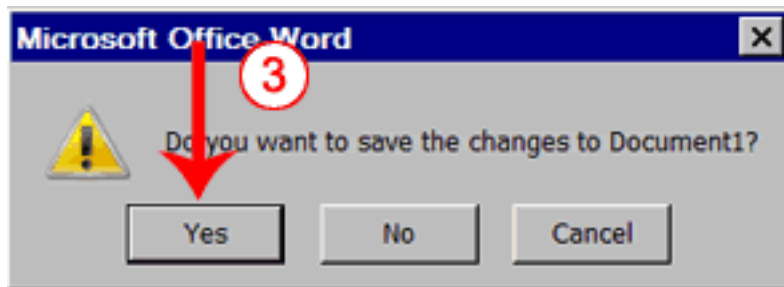 Microsoft Office Word
3
Do you want to save the changes to Document1?
Yes No Cancel